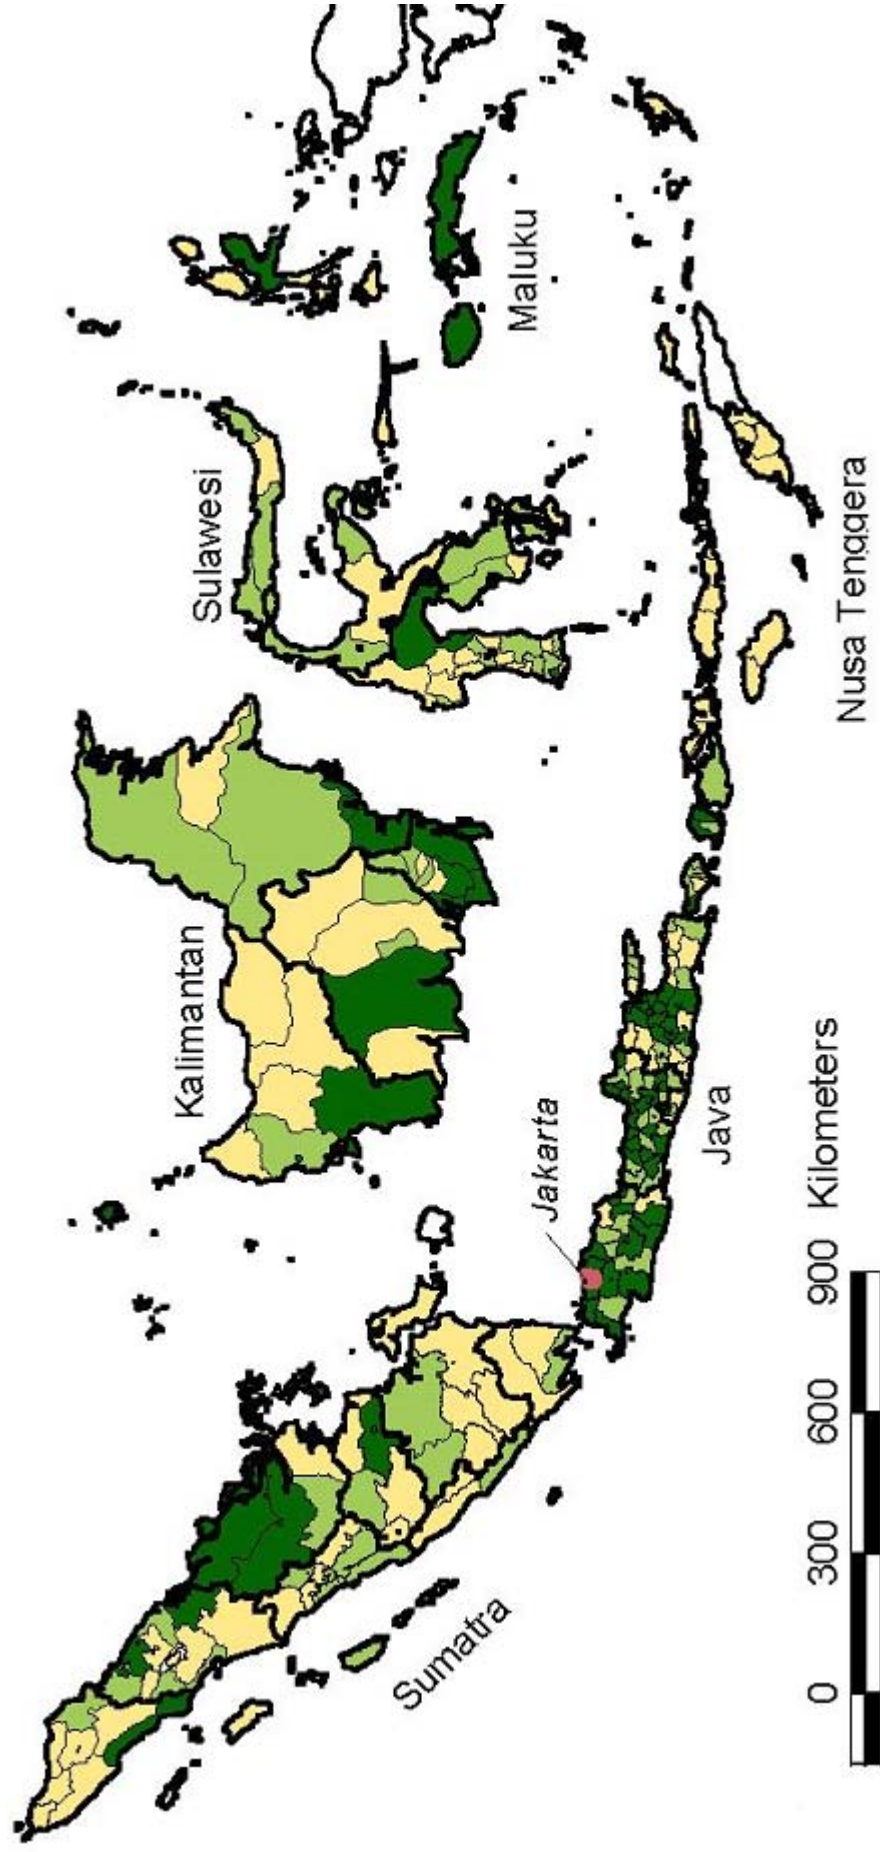 Sulawesi
Kalimantan
Maluku
Sumatra
Jakarta
Java
Nusa Tenggera
0 300 600 900 Kilometers